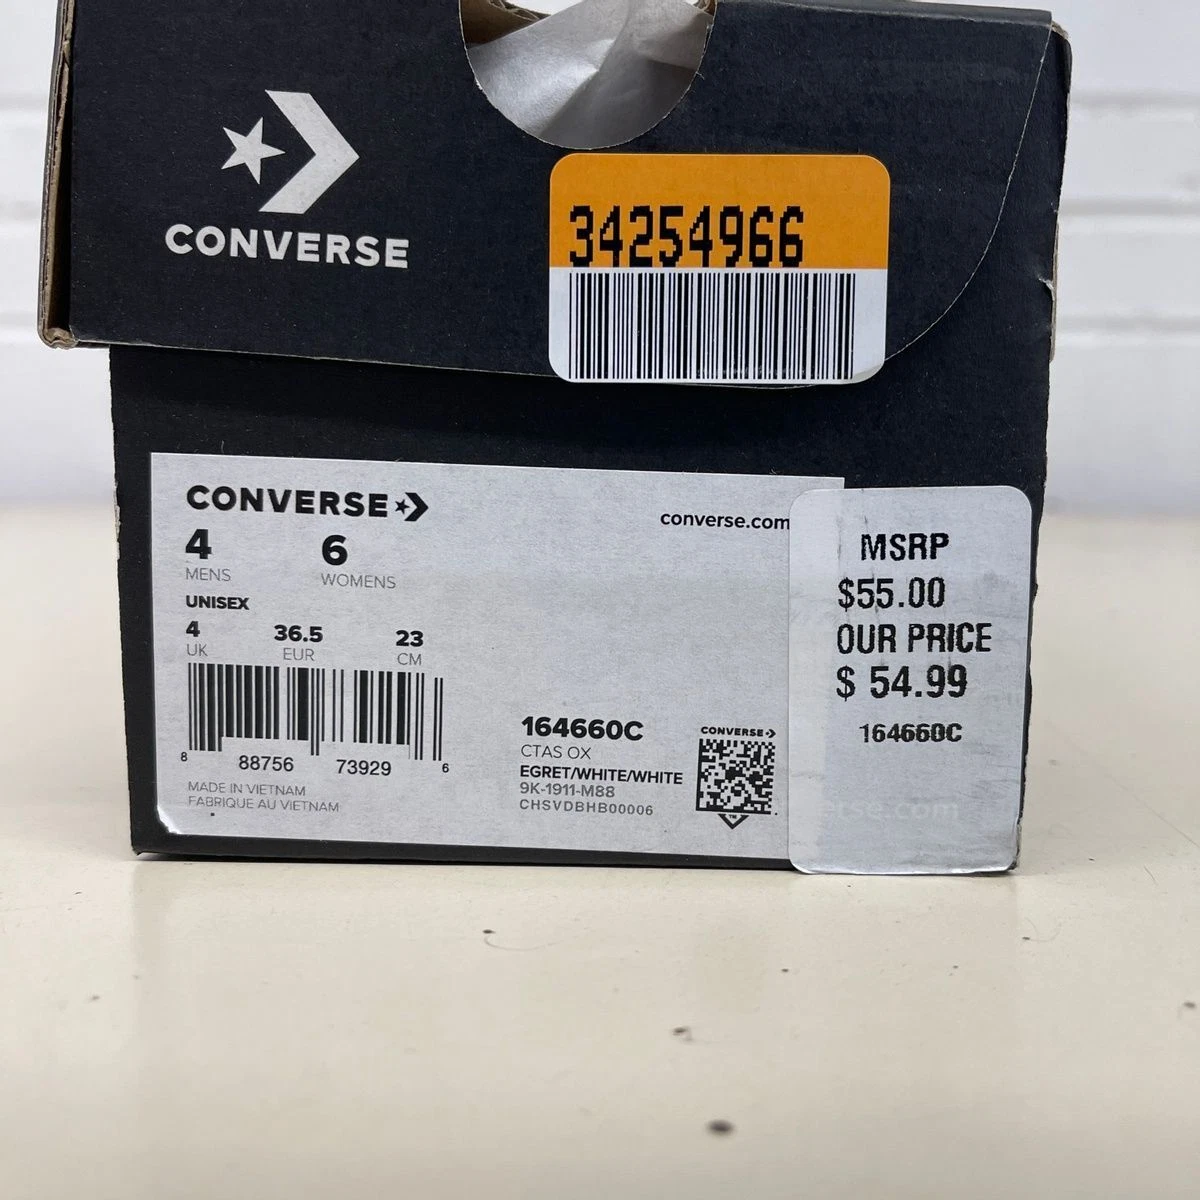 CONVERSE
34254966
CONVERSE
converse.com
4 6
MENS WOMENS
UNISEX
4 36.5 23
UK EUR CM
8 88756 73929 6
MADE IN VIETNAM
FABRIQUE AU VIETNAM
164660C
CTAS OX
EGRET/WHITE/WHITE
9K-1911-M88
CHSVDBHB00006
CONVERSE
TM
MSRP
$55.00
OUR PRICE
$ 54.99
164660C